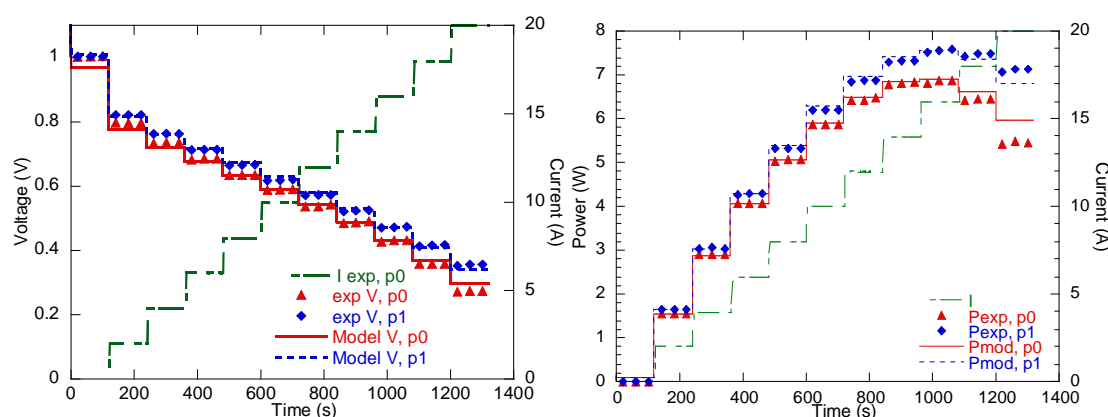 1
0.8
0.6
0.4
0.2
0
Voltage (V)
0 200 400 600 800 1000 1200 1400
Time (s)
20
15
10
5
0
Current (A)
I exp, p0
exp V, p0
exp V, p1
Model V, p0
Model V, p1
8
7
6
5
4
3
2
1
0
Power (W)
0 200 400 600 800 1000 1200 1400
Time (s)
20
15
10
5
0
Current (A)
I
Pexp, p0
Pexp, p1
Pmod, p0
Pmod, p1